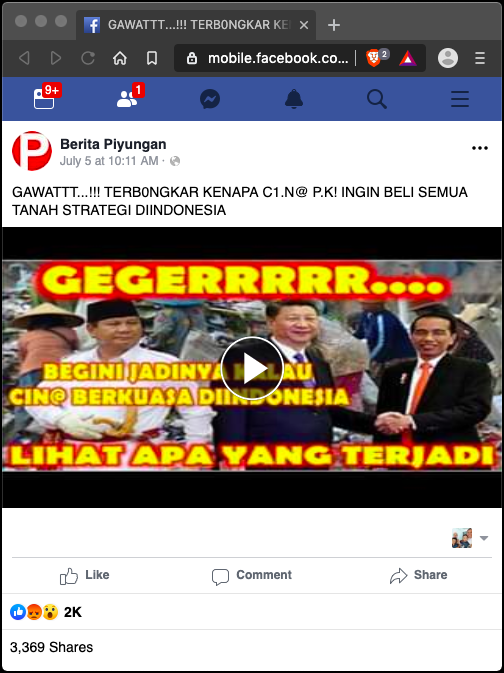 GAWATTT...!!! TERB0NGKAR KE
mobile.facebook.co...
2
9+
1
P
Berita Piyungan
July 5 at 10:11 AM ·
GAWATTT...!!! TERB0NGKAR KENAPA C1.N@ P.K! INGIN BELI SEMUA
TANAH STRATEGI DIINDONESIA
GEGERRRRR....
BEGINI JADINYA KALAU
CIN@ BERKUASA DIINDONESIA
LIHAT APA YANG TERJADI
Like
Comment
Share
2K
3,369 Shares